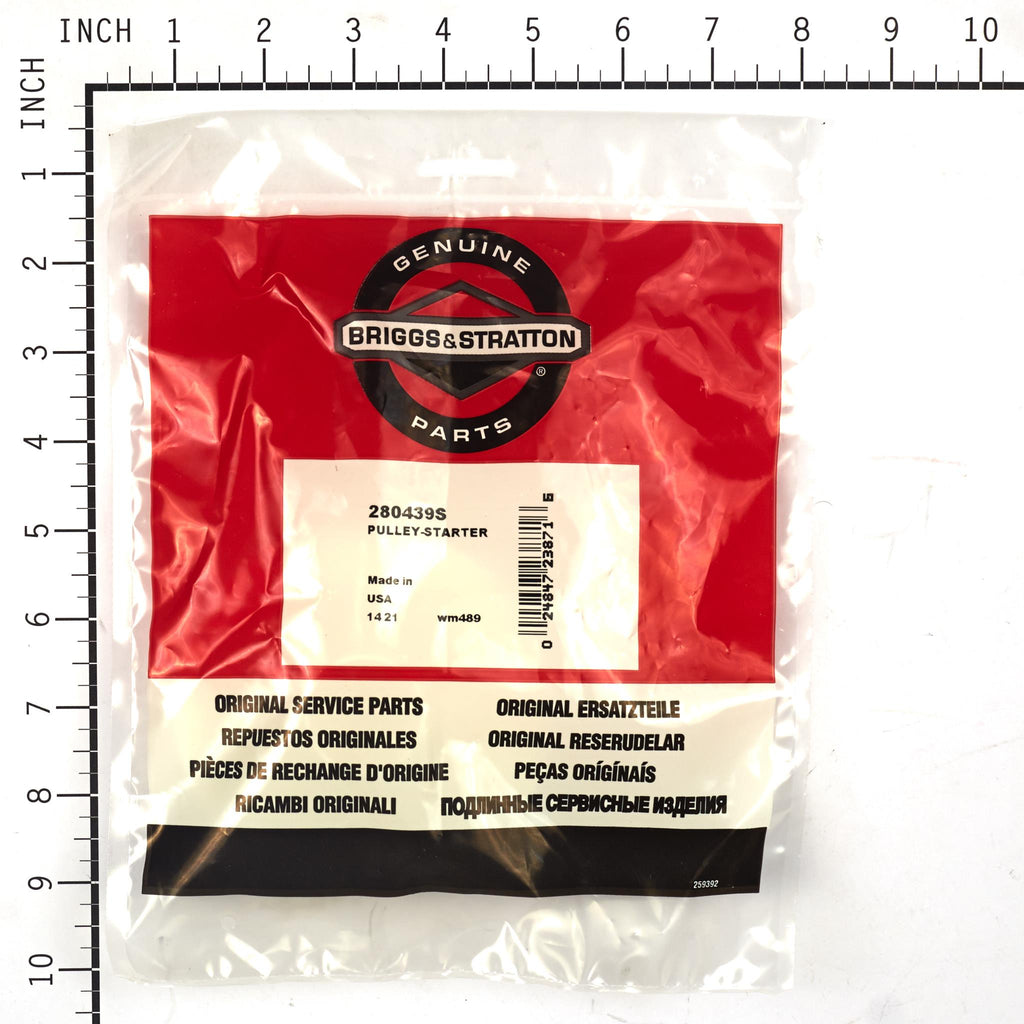 INCH 1 2 3 4 5 6 7 8 9 10
INCH 1 2 3 4 5 6 7 8 9 10
GENUINE
BRIGGS&STRATTON
®
PARTS
280439S
PULLEY-STARTER
Made in
USA
14 21 wm489
0 24847 23871 6
ORIGINAL SERVICE PARTS ORIGINAL ERSATZTEILE
REPUESTOS ORIGINALES ORIGINAL RESERUDELAR
PIÈCES DE RECHANGE D'ORIGINE PEÇAS ORÍGÍNAÍS
RICAMBI ORIGINALI ПОДЛИННЫЕ СЕРВИСНЫЕ ИЗДЕЛИЯ
259392